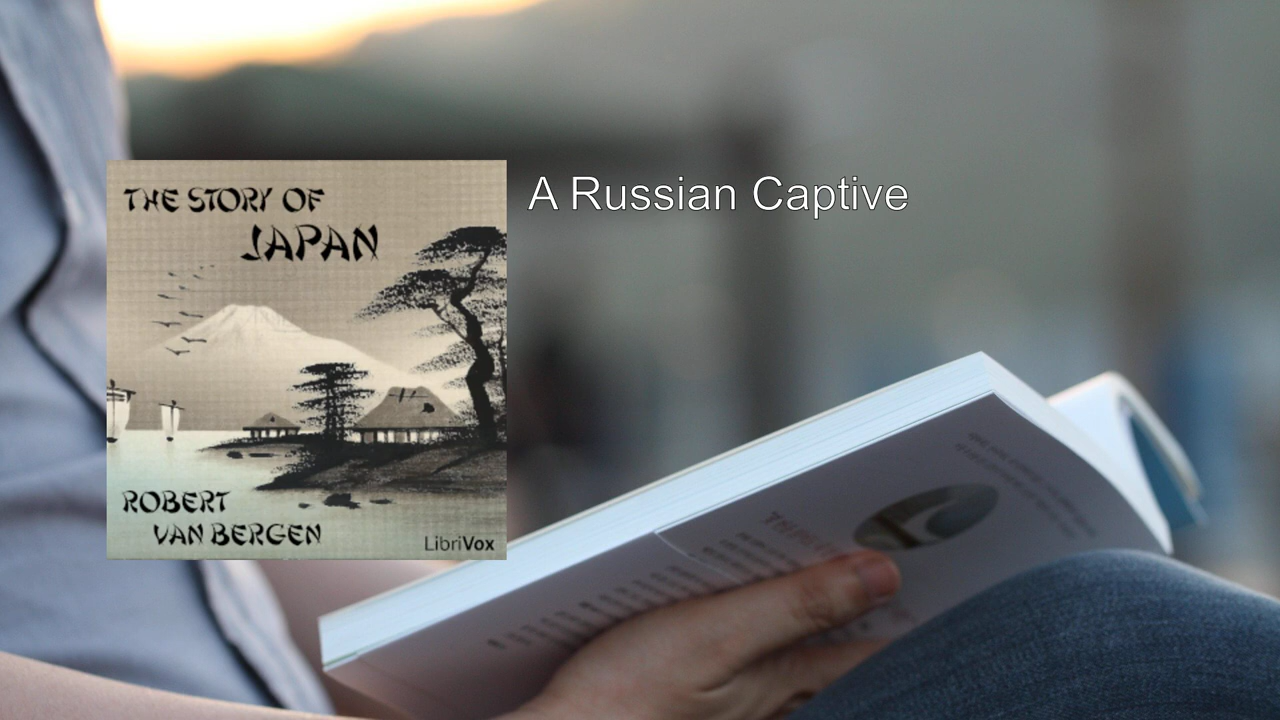 THE STORY OF
JAPAN
ROBERT
VAN BERGEN
LibriVox
A Russian Captive